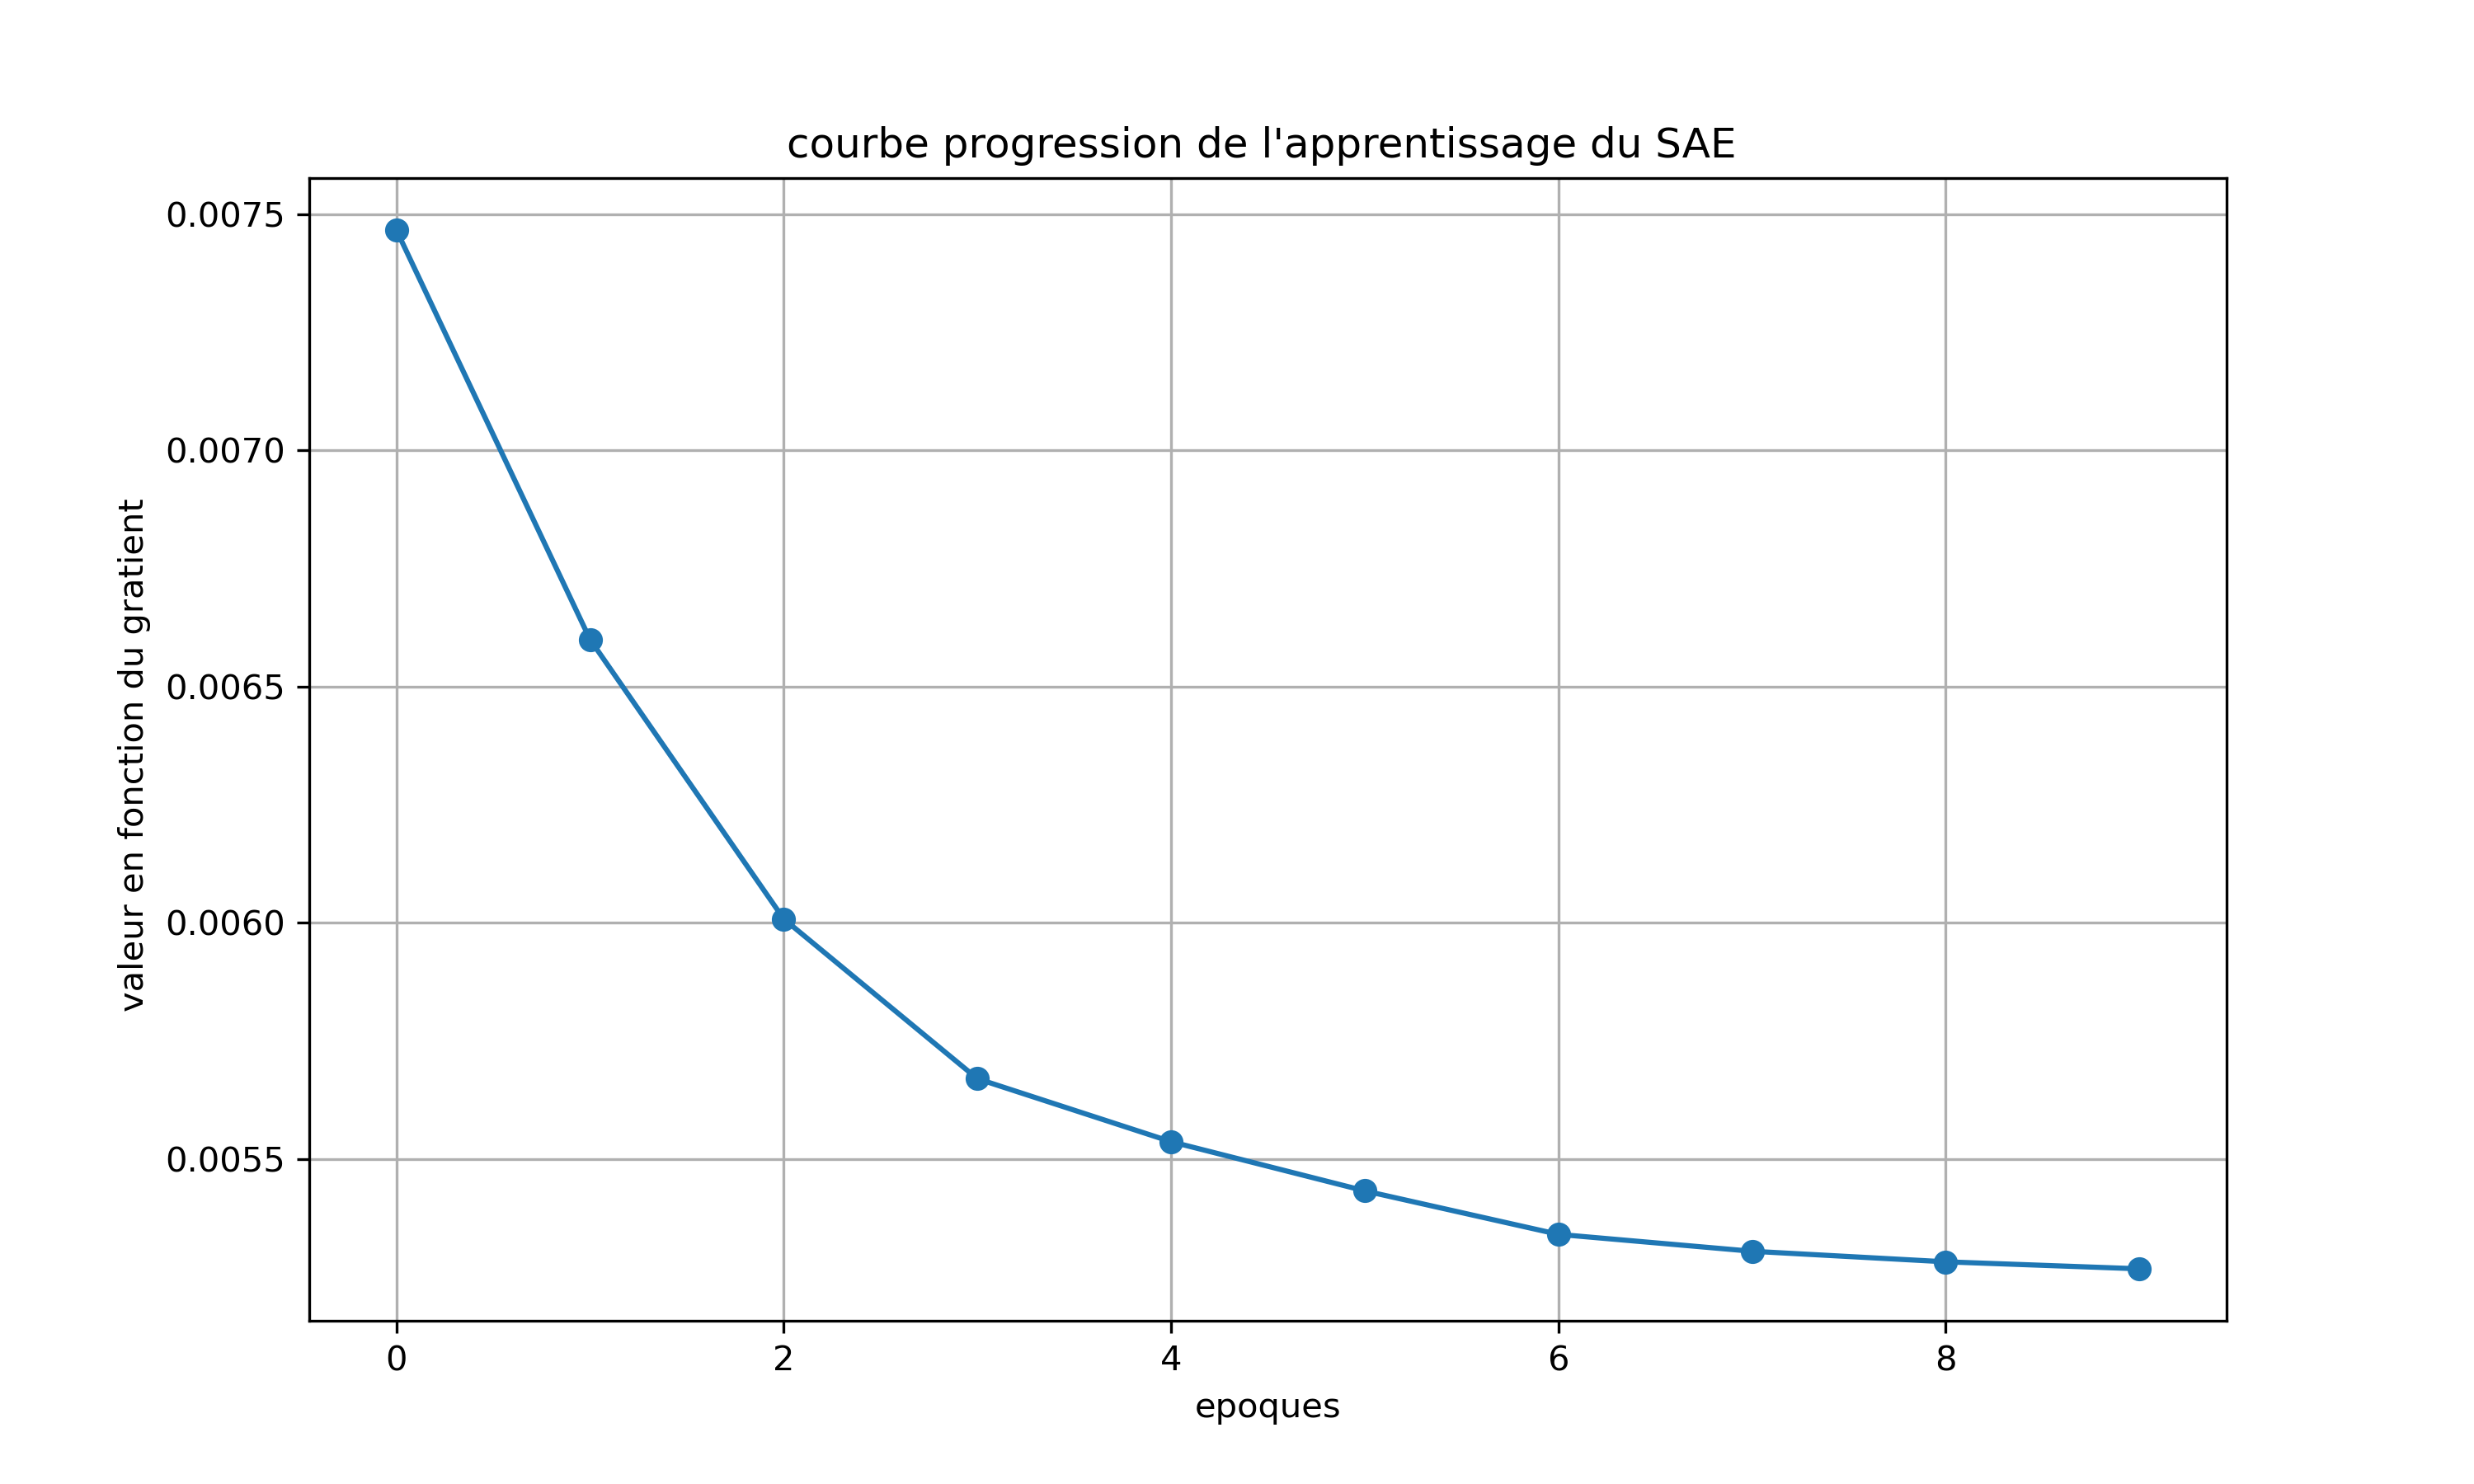 courbe progression de l'apprentissage du SAE
valeur en fonction du gratient
0.0075
0.0070
0.0065
0.0060
0.0055
0 2 4 6 8
epoques